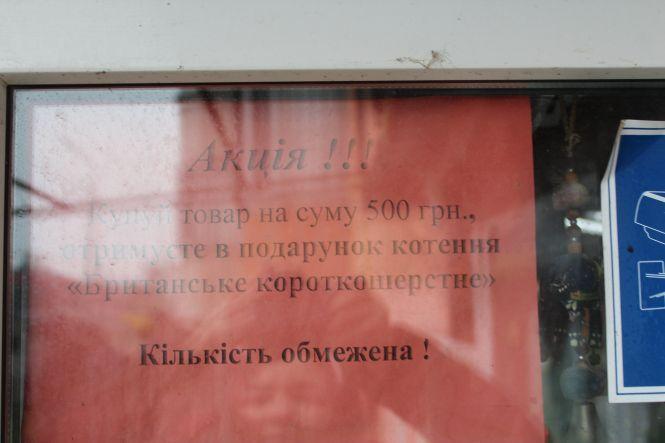 Акція !!!
Купуй товар на суму 500 грн.,
отримуєте в подарунок котення
«Британське короткошерстне»
Кількість обмежена !